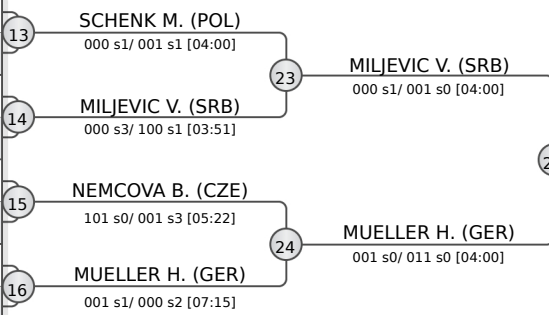 SCHENK M. (POL)
13
000 s1/ 001 s1 [04:00]
MILJEVIC V. (SRB)
23
000 s1/ 001 s0 [04:00]
MILJEVIC V. (SRB)
14
000 s3/ 100 s1 [03:51]
NEMCOVA B. (CZE)
15
101 s0/ 001 s3 [05:22]
MUELLER H. (GER)
24
001 s0/ 011 s0 [04:00]
MUELLER H. (GER)
16
001 s1/ 000 s2 [07:15]